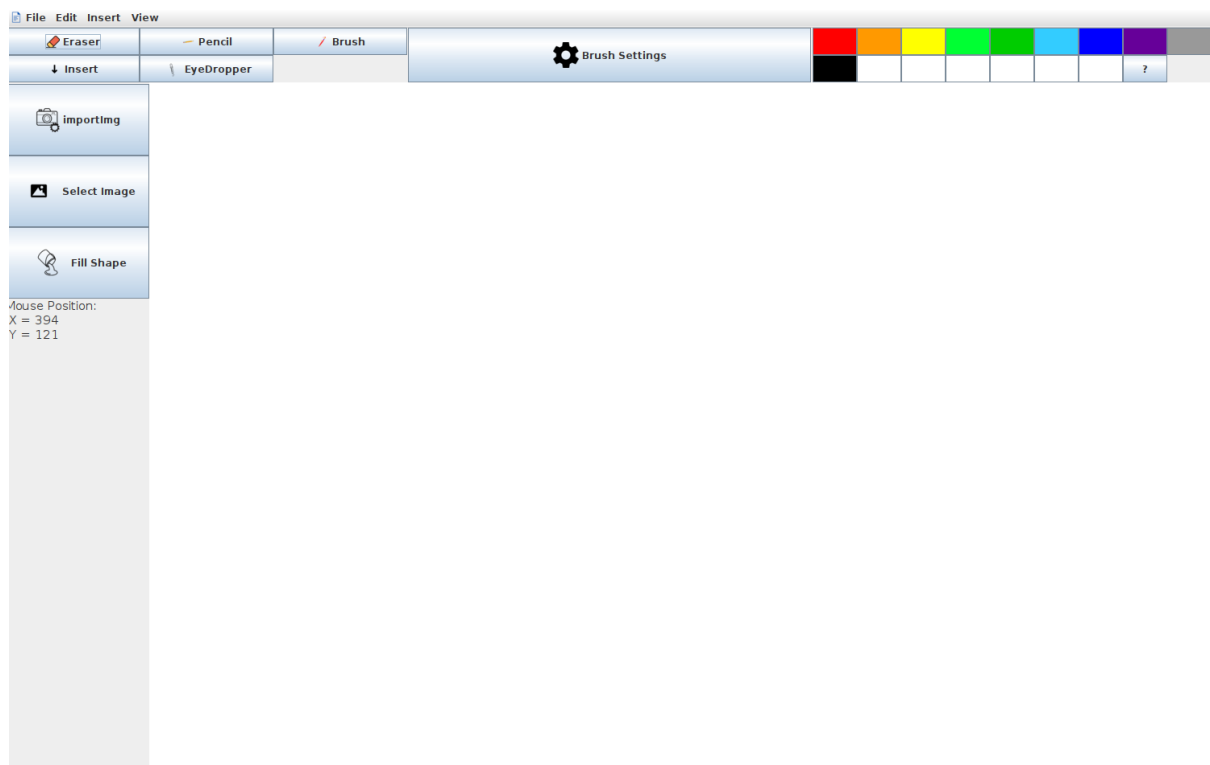 File Edit Insert View
Eraser Pencil Brush
Brush Settings
Insert EyeDropper
?
importImg
Select Image
Fill Shape
Mouse Position:
X = 394
Y = 121